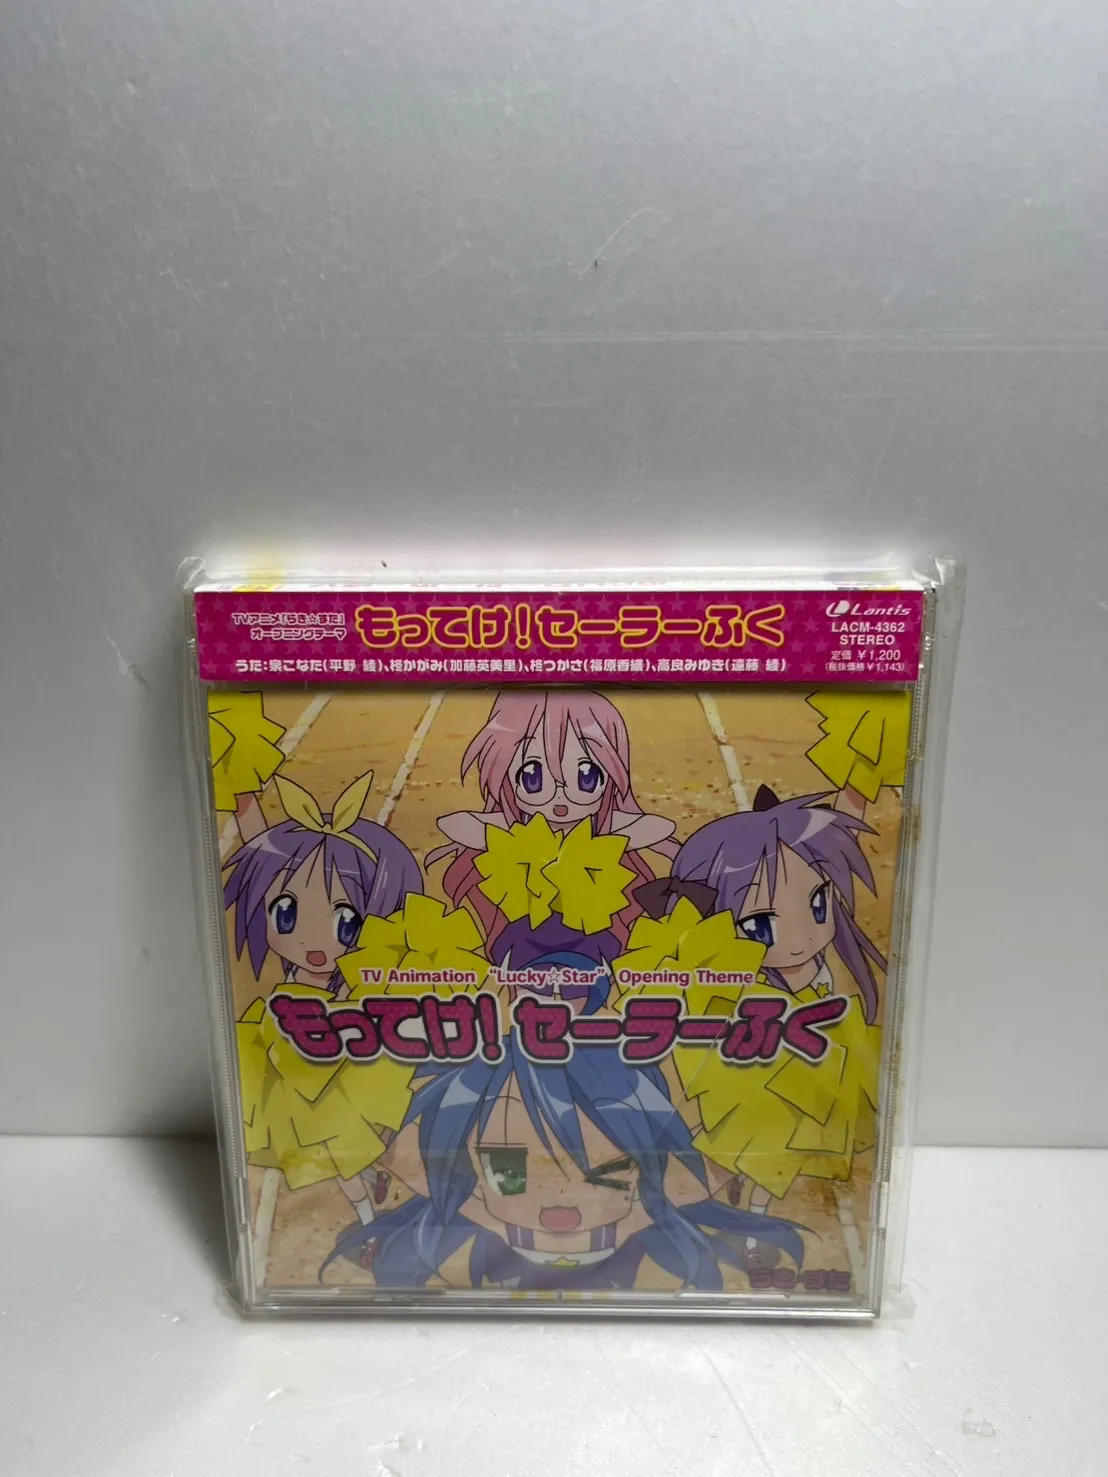 TVアニメ「らき☆すた」
オープニングテーマ
もってけ!セーラーふく
うた:泉こなた(平野 綾)、柊かがみ(加藤英美里)、柊つかさ(福原香織)、高良みゆき(遠藤 綾)
Lantis
LACM-4362
STEREO
定価 ¥1,200
(税抜価格¥1,143)
TV Animation "Lucky☆Star" Opening Theme
もってけ!セーラーふく
らき☆すた